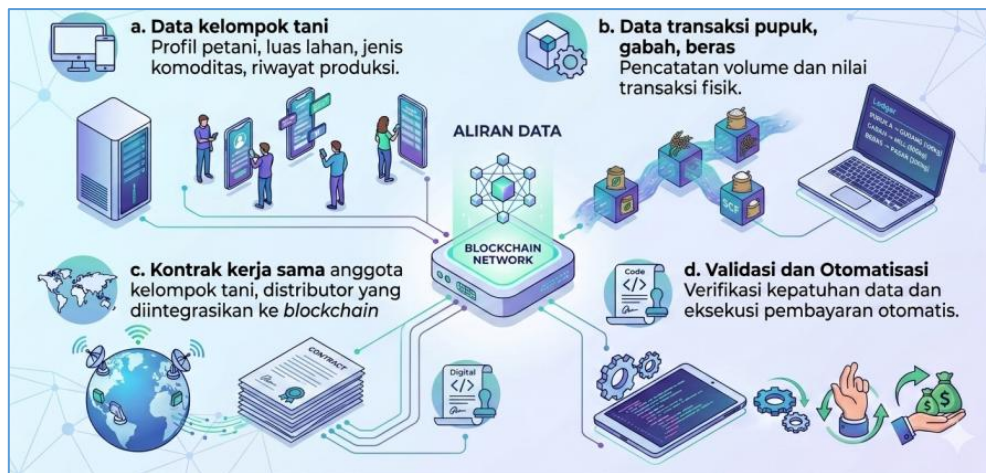 a. Data kelompok tani
Profil petani, luas lahan, jenis
komoditas, riwayat produksi.
b. Data transaksi pupuk,
gabah, beras
Pencatatan volume dan nilai
transaksi fisik.
ALIRAN DATA
Ledger
SCF
BLOCKCHAIN
NETWORK
c. Kontrak kerja sama anggota
kelompok tani, distributor yang
diintegrasikan ke blockchain
d. Validasi dan Otomatisasi
Verifikasi kepatuhan data dan
eksekusi pembayaran otomatis.
Code
</>
CONTRACT
Digital
</>
$
$